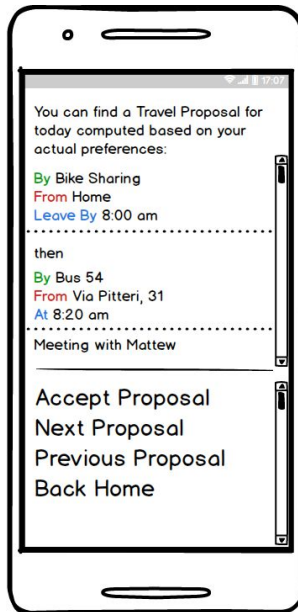 17:07
You can find a Travel Proposal for
today computed based on your
actual preferences:
By Bike Sharing
From Home
Leave By 8:00 am
then
By Bus 54
From Via Pitteri, 31
At 8:20 am
Meeting with Mattew
Accept Proposal
Next Proposal
Previous Proposal
Back Home